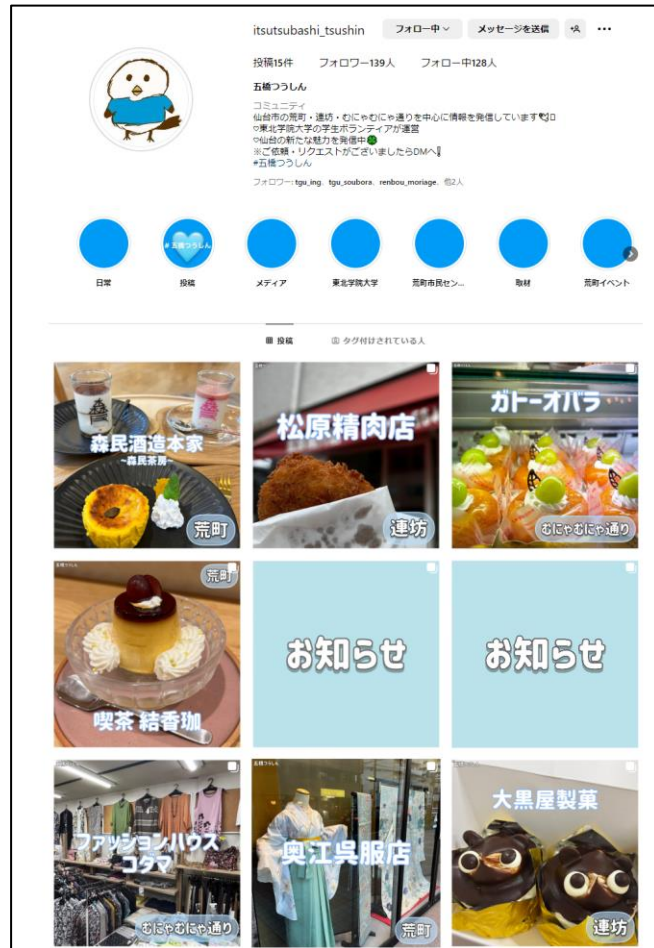 itsutsubashi_tsushin フォロー中 メッセージを送信
投稿15件 フォロワー139人 フォロー中128人
五橋つうしん
コミュニティ
仙台市の荒町・連坊・むにゃむにゃ通りを中心に情報を発信しています
♡東北学院大学の学生ボランティアが運営
♡仙台の新たな魅力を発信中
※ご依頼・リクエストがございましたらDMへ
#五橋つうしん
フォロワー: tgu_ing、tgu_soubora、renbou_moriage、他2人
#五橋つうしん
日常 投稿 メディア 東北学院大学 荒町市民セン... 取材 荒町イベント
投稿 タグ付けされている人
森民酒造本家
~森民茶房~
荒町
松原精肉店
連坊
ガトーオバラ
むにゃむにゃ通り
荒町
喫茶 結香珈
お知らせ
お知らせ
ファッションハウス
コダマ
むにゃむにゃ通り
五橋つうしん
奥江呉服店
荒町
大黒屋製菓
連坊